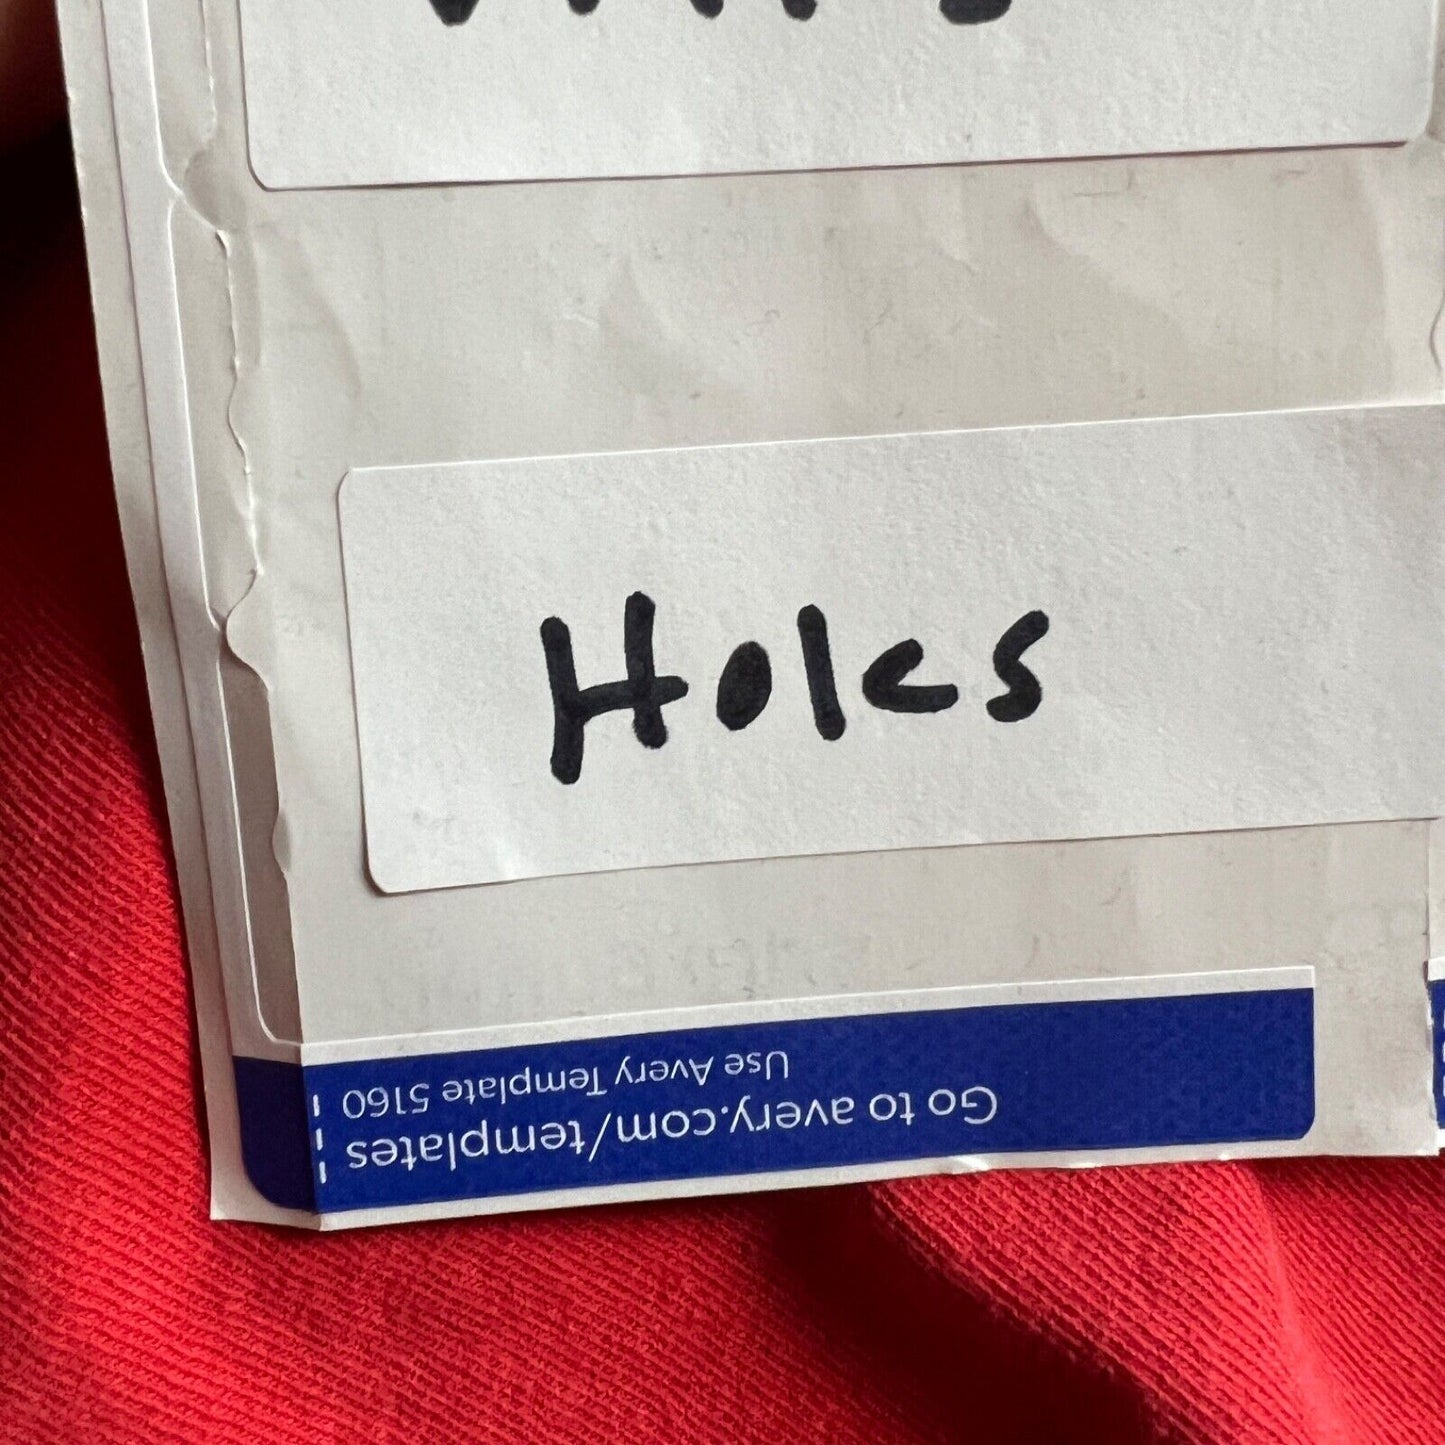 Holes
Go to avery.com/templates
Use Avery Template 5160